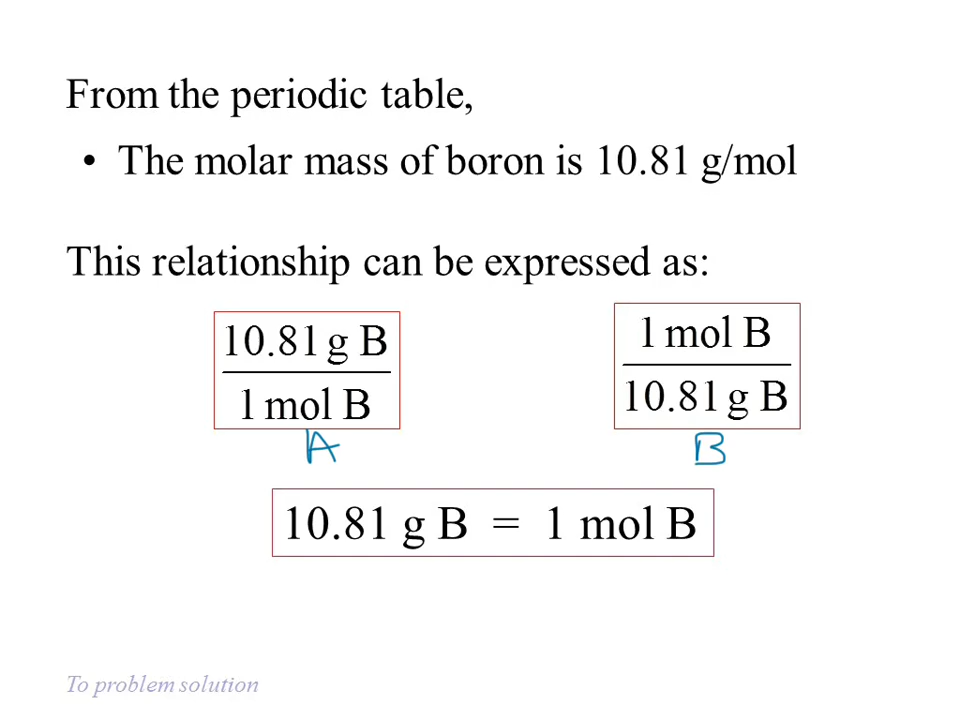 From the periodic table,
• The molar mass of boron is 10.81 g/mol
This relationship can be expressed as:
10.81 g B
1 mol B
A
1 mol B
10.81 g B
B
10.81 g B = 1 mol B
To problem solution